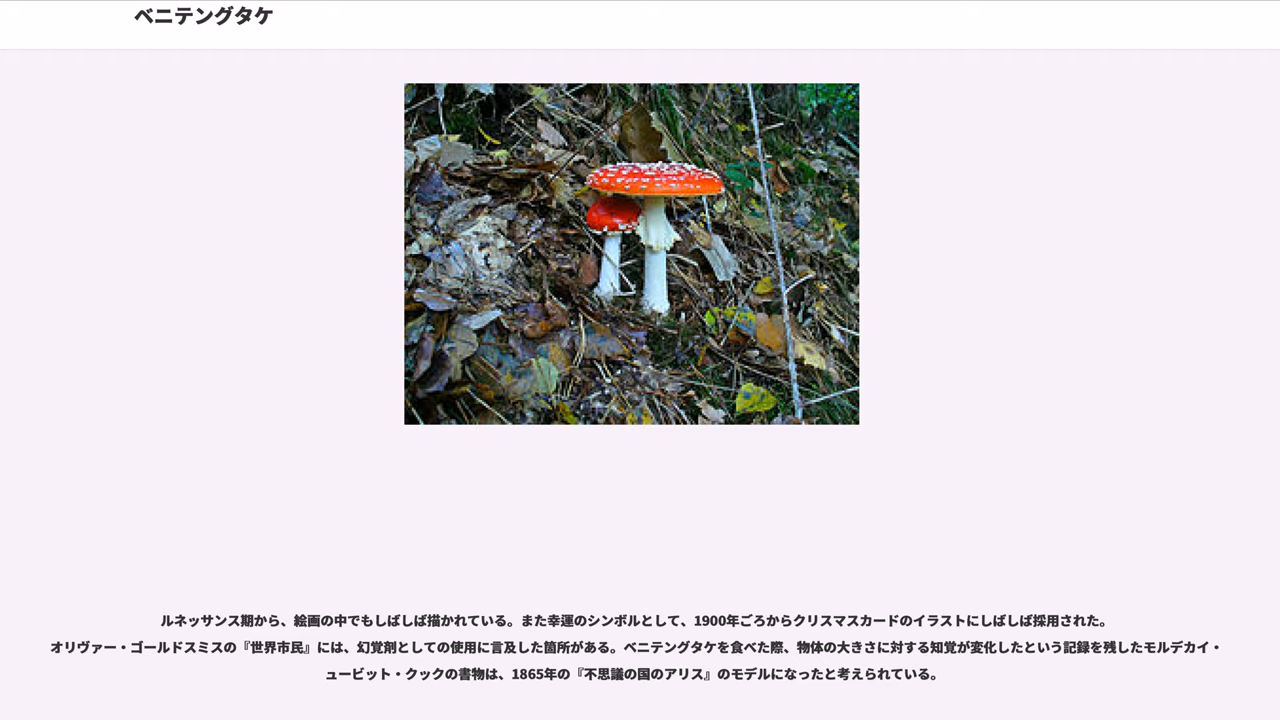 ベニテングタケ
ルネッサンス期から、絵画の中でもしばしば描かれている。また幸運のシンボルとして、1900年ごろからクリスマスカードのイラストにしばしば採用された。
オリヴァー・ゴールドスミスの『世界市民』には、幻覚剤としての使用に言及した箇所がある。ベニテングタケを食べた際、物体の大きさに対する知覚が変化したという記録を残したモルデカイ・
ュービット・クックの書物は、1865年の『不思議の国のアリス』のモデルになったと考えられている。